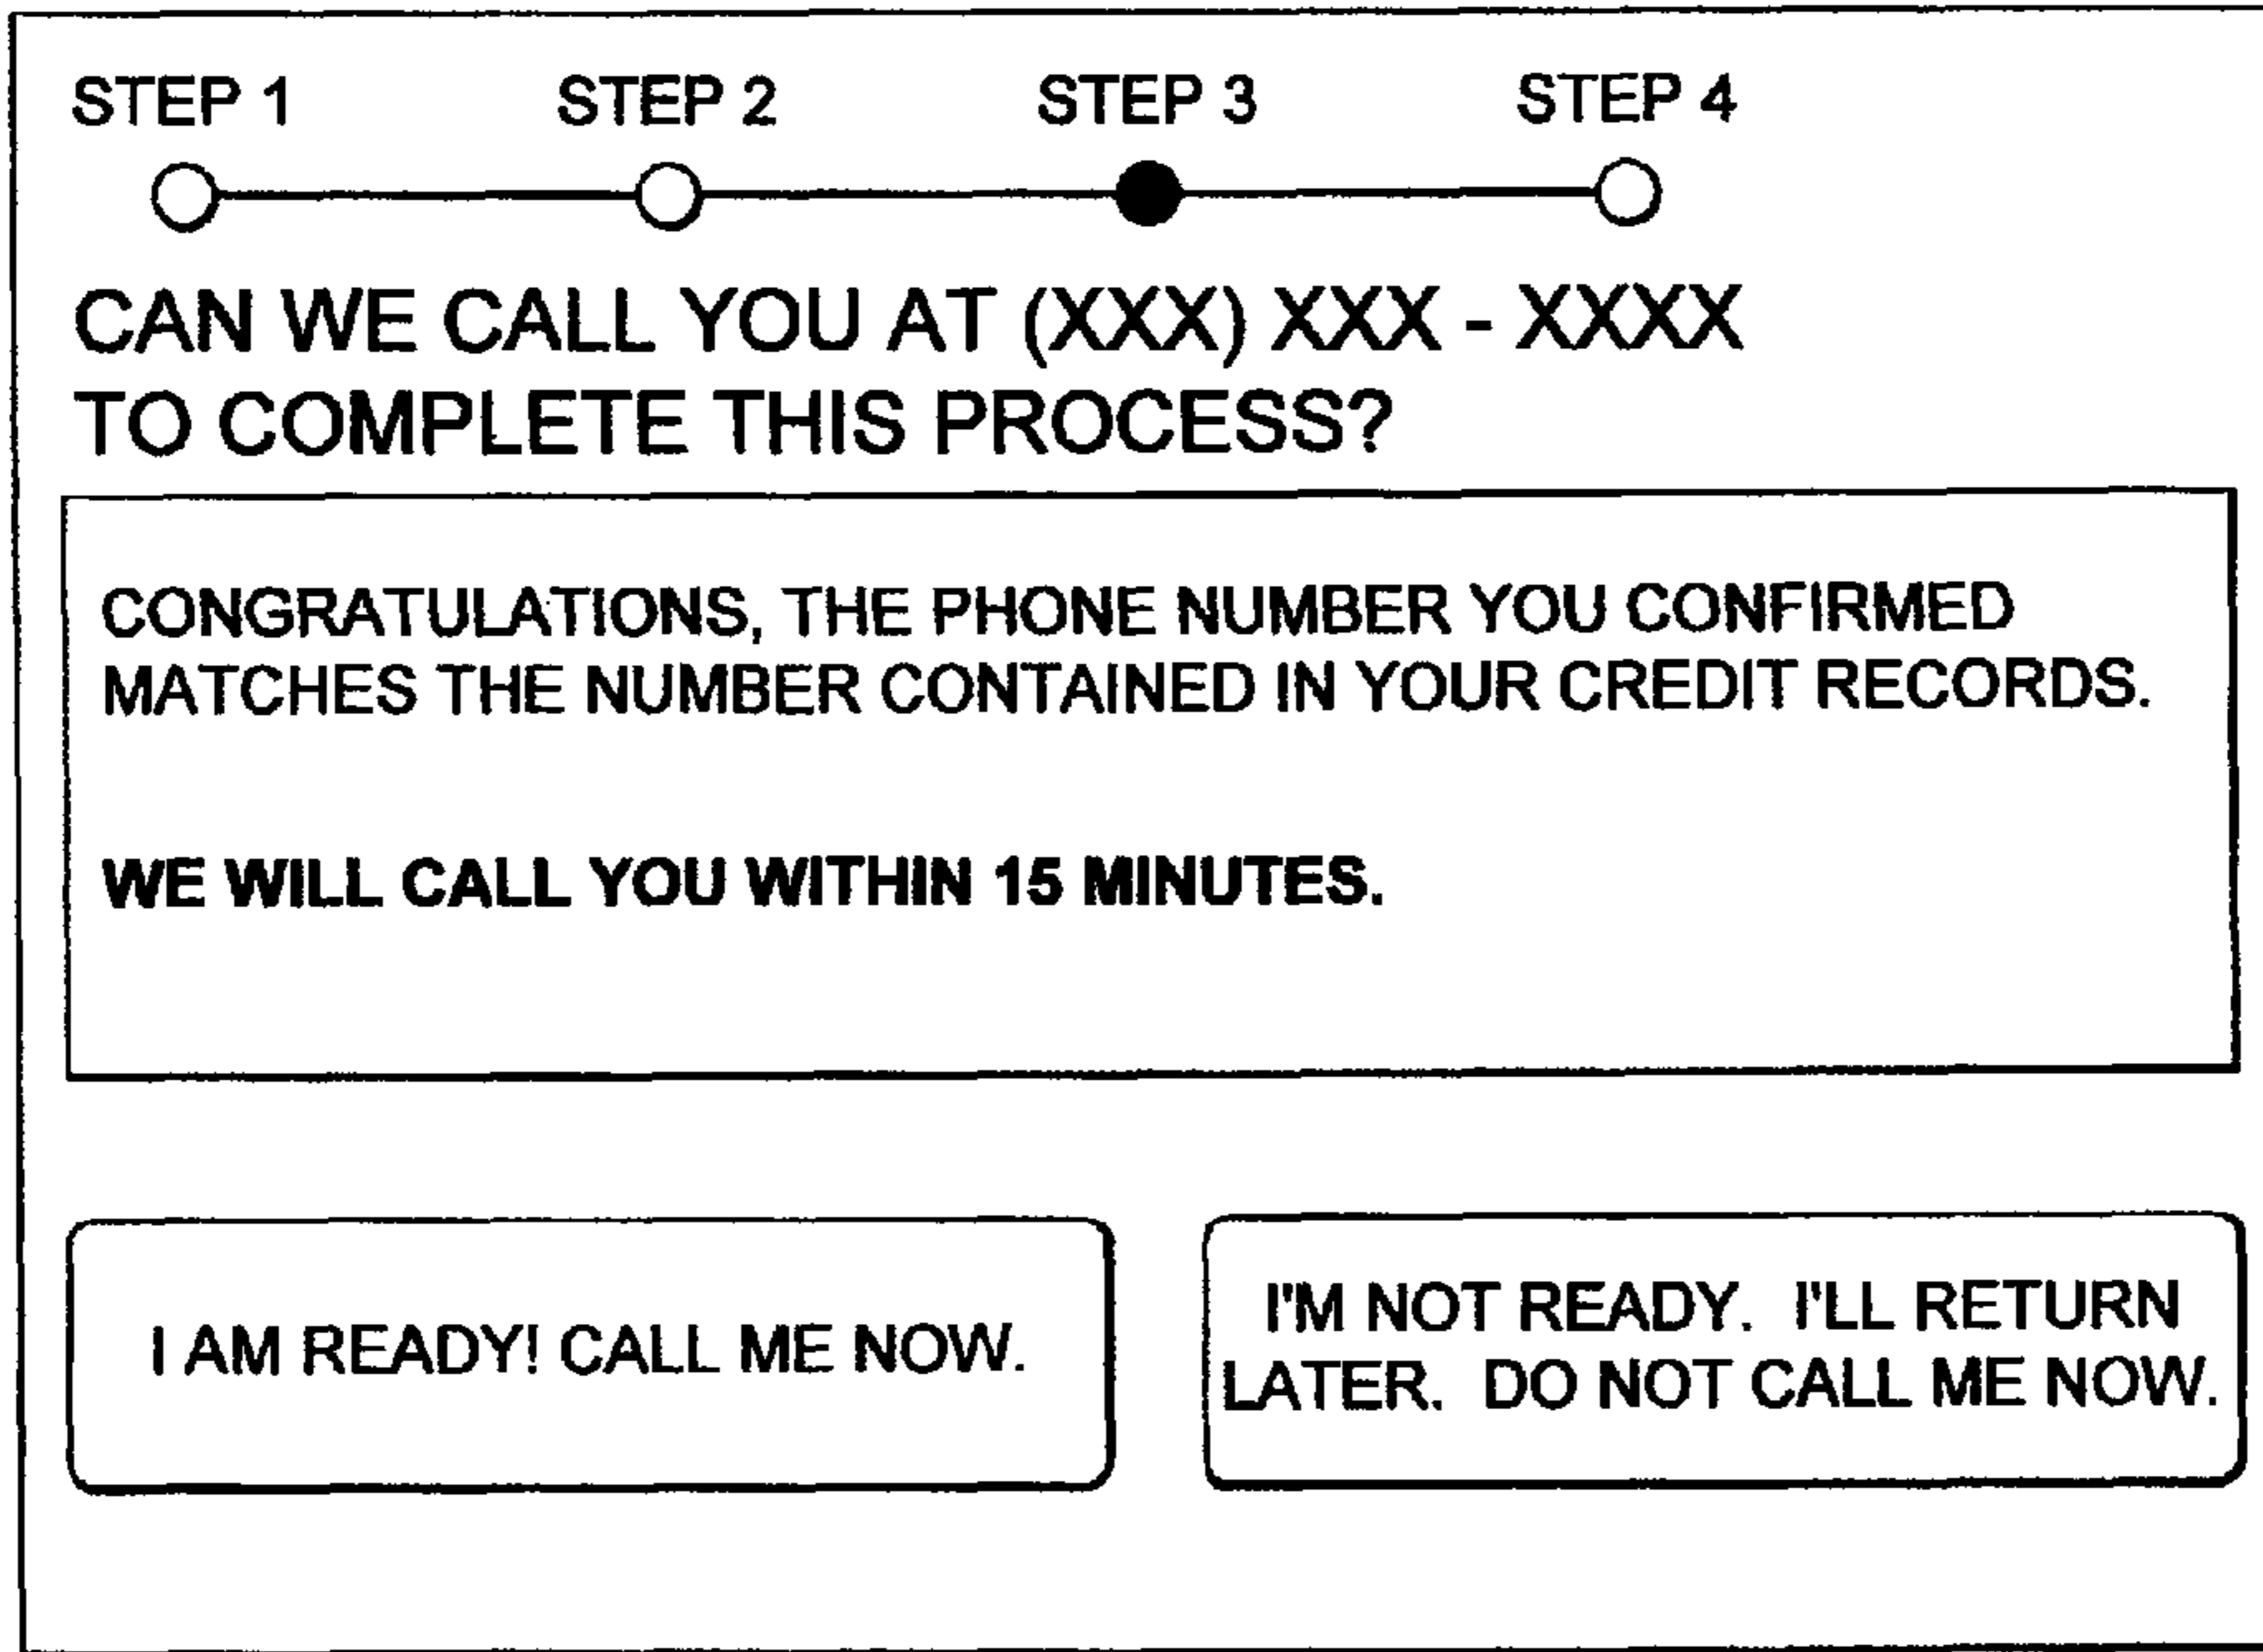 STEP 1 STEP 2 STEP 3 STEP 4
CAN WE CALL YOU AT (XXX) XXX - XXXX
TO COMPLETE THIS PROCESS?
CONGRATULATIONS, THE PHONE NUMBER YOU CONFIRMED
MATCHES THE NUMBER CONTAINED IN YOUR CREDIT RECORDS.
WE WILL CALL YOU WITHIN 15 MINUTES.
I AM READY! CALL ME NOW.
I'M NOT READY. I'LL RETURN
LATER. DO NOT CALL ME NOW.